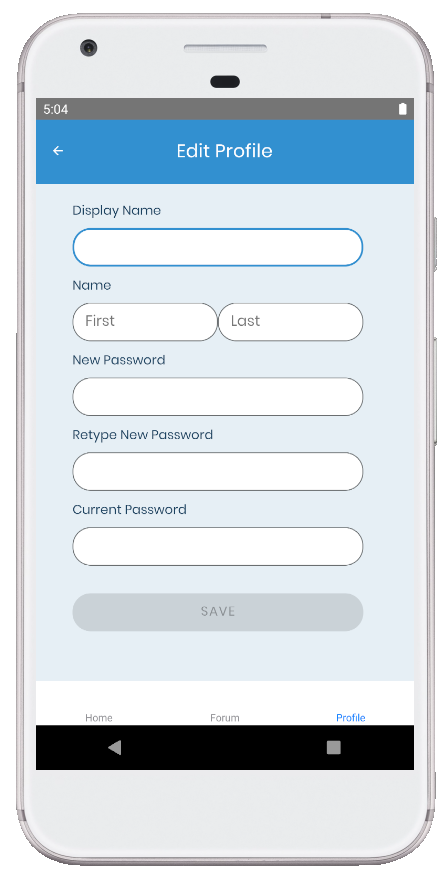 5:04
Edit Profile
Display Name
Name
First Last
New Password
Retype New Password
Current Password
SAVE
Home Forum Profile